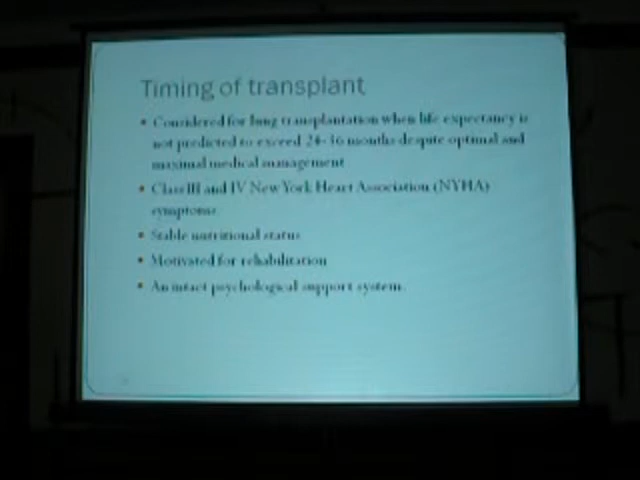 Timing of transplant
• Considered for lung transplantation when life expectancy is
not predicted to exceed 24-36 months despite optimal and
maximal medical management
• Class III and IV New York Heart Association (NYHA)
symptoms
• Stable nutritional status
• Motivated for rehabilitation
• An intact psychological support system.